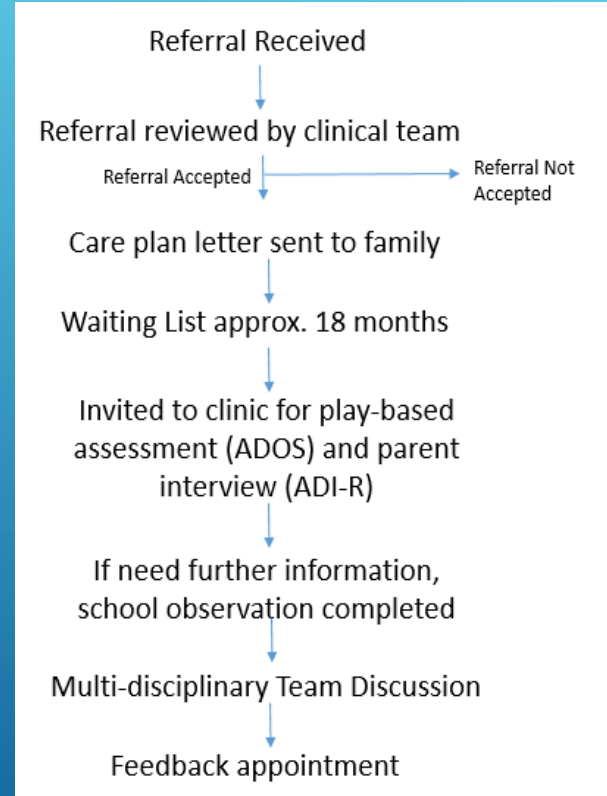 Referral Received
Referral reviewed by clinical team
Referral Accepted
Referral Not
Accepted
Care plan letter sent to family
Waiting List approx. 18 months
Invited to clinic for play-based
assessment (ADOS) and parent
interview (ADI-R)
If need further information,
school observation completed
Multi-disciplinary Team Discussion
Feedback appointment